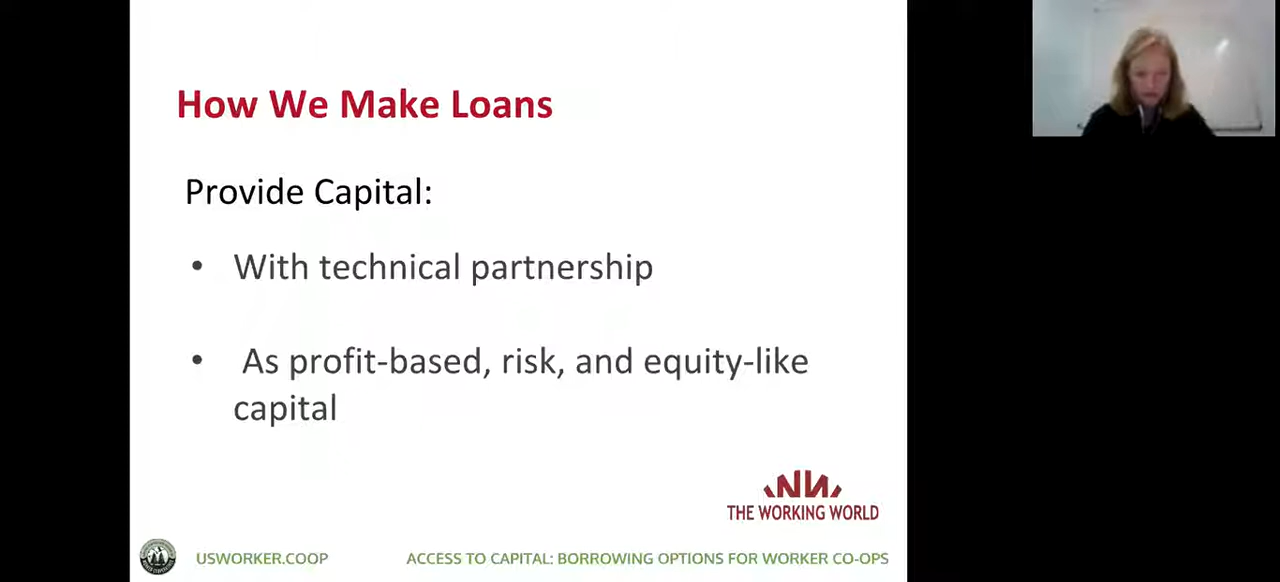 How We Make Loans
Provide Capital:
• With technical partnership
• As profit-based, risk, and equity-like
capital
THE WORKING WORLD
USWORKER.COOP
ACCESS TO CAPITAL: BORROWING OPTIONS FOR WORKER CO-OPS